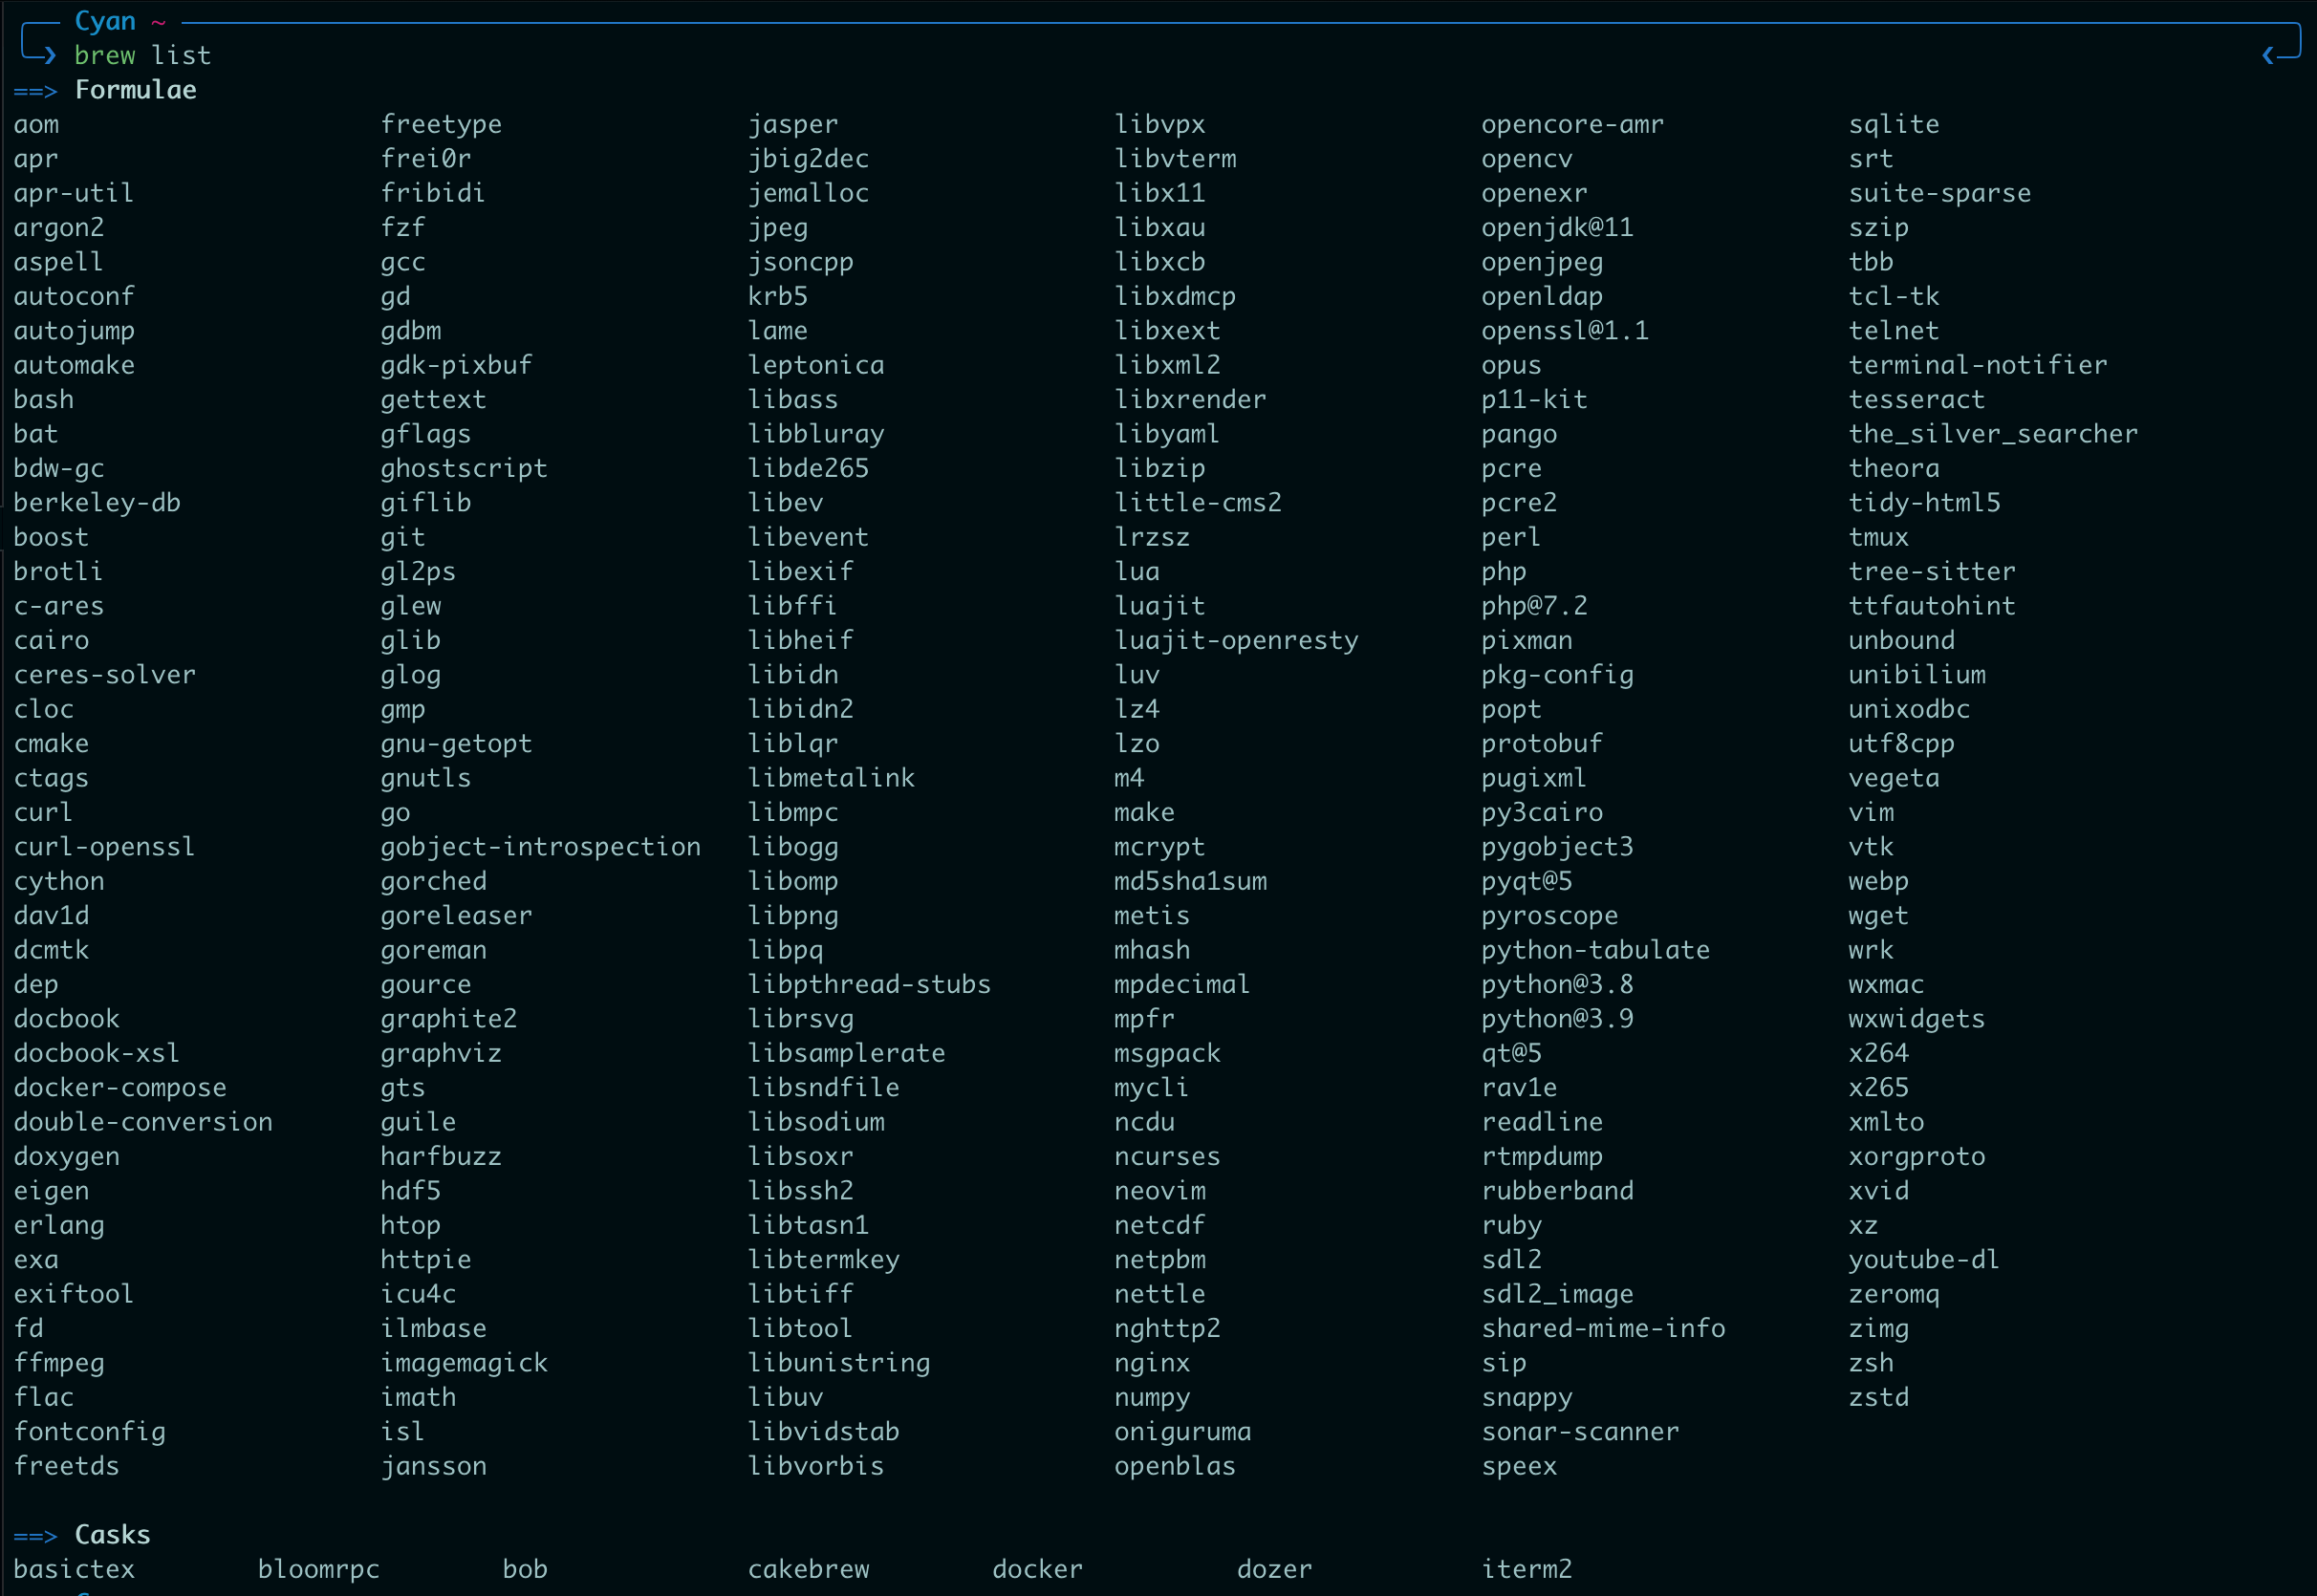 Cyan ~
❯ brew list ❮
==> Formulae
aom freetype jasper libvpx opencore-amr sqlite
apr frei0r jbig2dec libvterm opencv srt
apr-util fribidi jemalloc libx11 openexr suite-sparse
argon2 fzf jpeg libxau openjdk@11 szip
aspell gcc jsoncpp libxcb openjpeg tbb
autoconf gd krb5 libxdmcp openldap tcl-tk
autojump gdbm lame libxext openssl@1.1 telnet
automake gdk-pixbuf leptonica libxml2 opus terminal-notifier
bash gettext libass libxrender p11-kit tesseract
bat gflags libbluray libyaml pango the_silver_searcher
bdw-gc ghostscript libde265 libzip pcre theora
berkeley-db giflib libev little-cms2 pcre2 tidy-html5
boost git libevent lrzsz perl tmux
brotli gl2ps libexif lua php tree-sitter
c-ares glew libffi luajit php@7.2 ttfautohint
cairo glib libheif luajit-openresty pixman unbound
ceres-solver glog libidn luv pkg-config unibilium
cloc gmp libidn2 lz4 popt unixodbc
cmake gnu-getopt liblqr lzo protobuf utf8cpp
ctags gnutls libmetalink m4 pugixml vegeta
curl go libmpc make py3cairo vim
curl-openssl gobject-introspection libogg mcrypt pygobject3 vtk
cython gorched libomp md5sha1sum pyqt@5 webp
dav1d goreleaser libpng metis pyroscope wget
dcmtk goreman libpq mhash python-tabulate wrk
dep gource libpthread-stubs mpdecimal python@3.8 wxmac
docbook graphite2 librsvg mpfr python@3.9 wxwidgets
docbook-xsl graphviz libsamplerate msgpack qt@5 x264
docker-compose gts libsndfile mycli rav1e x265
double-conversion guile libsodium ncdu readline xmlto
doxygen harfbuzz libsoxr ncurses rtmpdump xorgproto
eigen hdf5 libssh2 neovim rubberband xvid
erlang htop libtasn1 netcdf ruby xz
exa httpie libtermkey netpbm sdl2 youtube-dl
exiftool icu4c libtiff nettle sdl2_image zeromq
fd ilmbase libtool nghttp2 shared-mime-info zimg
ffmpeg imagemagick libunistring nginx sip zsh
flac imath libuv numpy snappy zstd
fontconfig isl libvidstab oniguruma sonar-scanner
freetds jansson libvorbis openblas speex
==> Casks
basictex bloomrpc bob cakebrew docker dozer iterm2